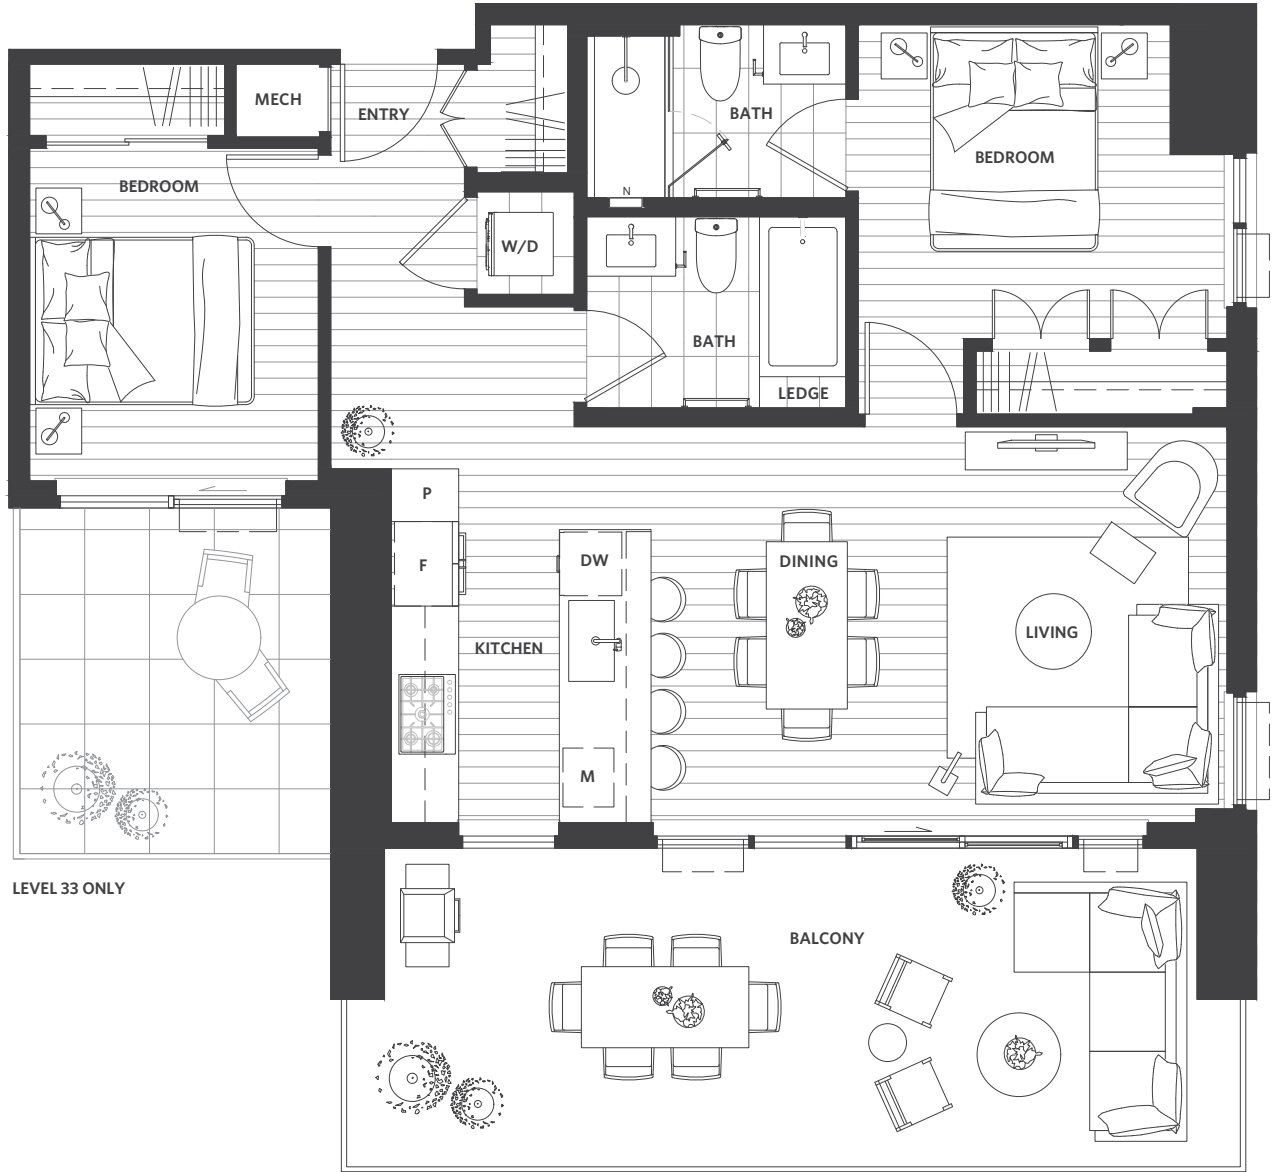 MECH
ENTRY
BATH
BEDROOM
BEDROOM
N
W/D
BATH
LEDGE
P
F
DW
DINING
KITCHEN
LIVING
M
LEVEL 33 ONLY
BALCONY